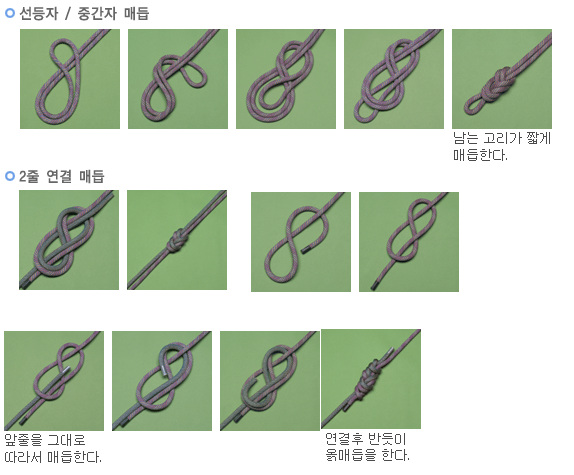 선등자 / 중간자 매듭
남는 고리가 짧게
매듭한다.
2줄 연결 매듭
앞줄을 그대로
따라서 매듭한다.
연결후 반듯이
옭매듭을 한다.